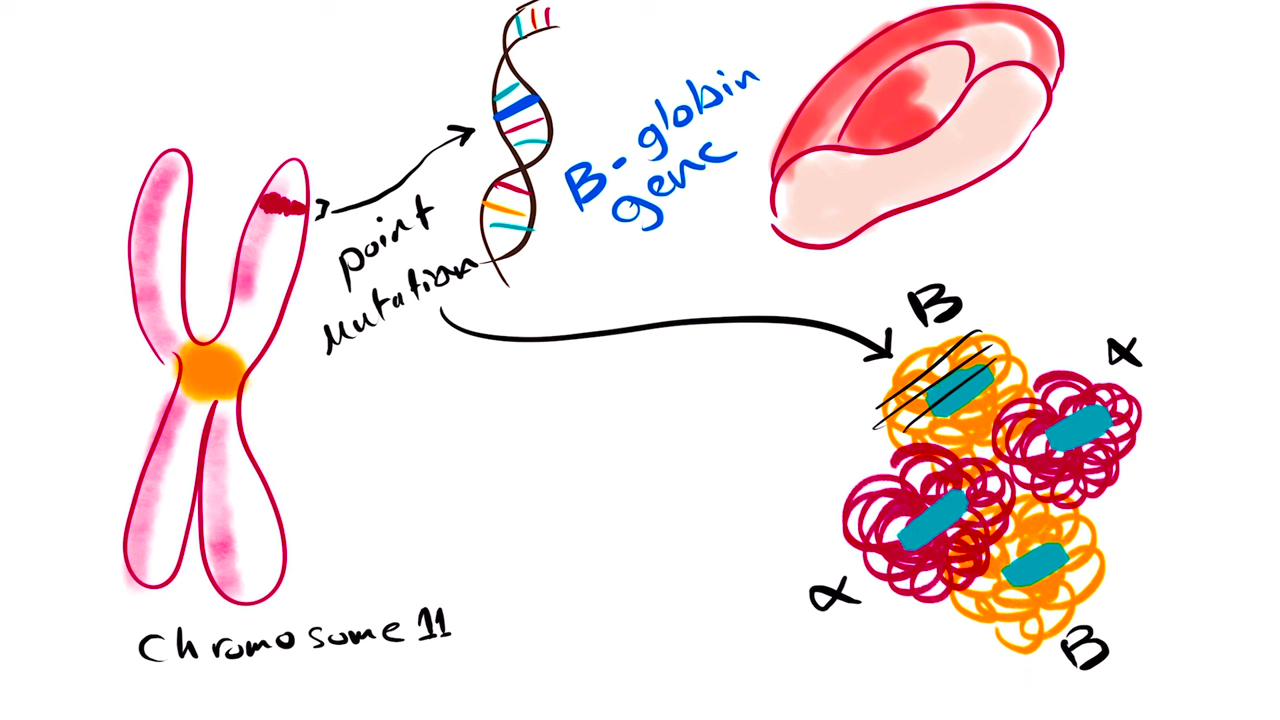 B-globin
gene
point
mutation
B
α
α
B
Chromosome 11